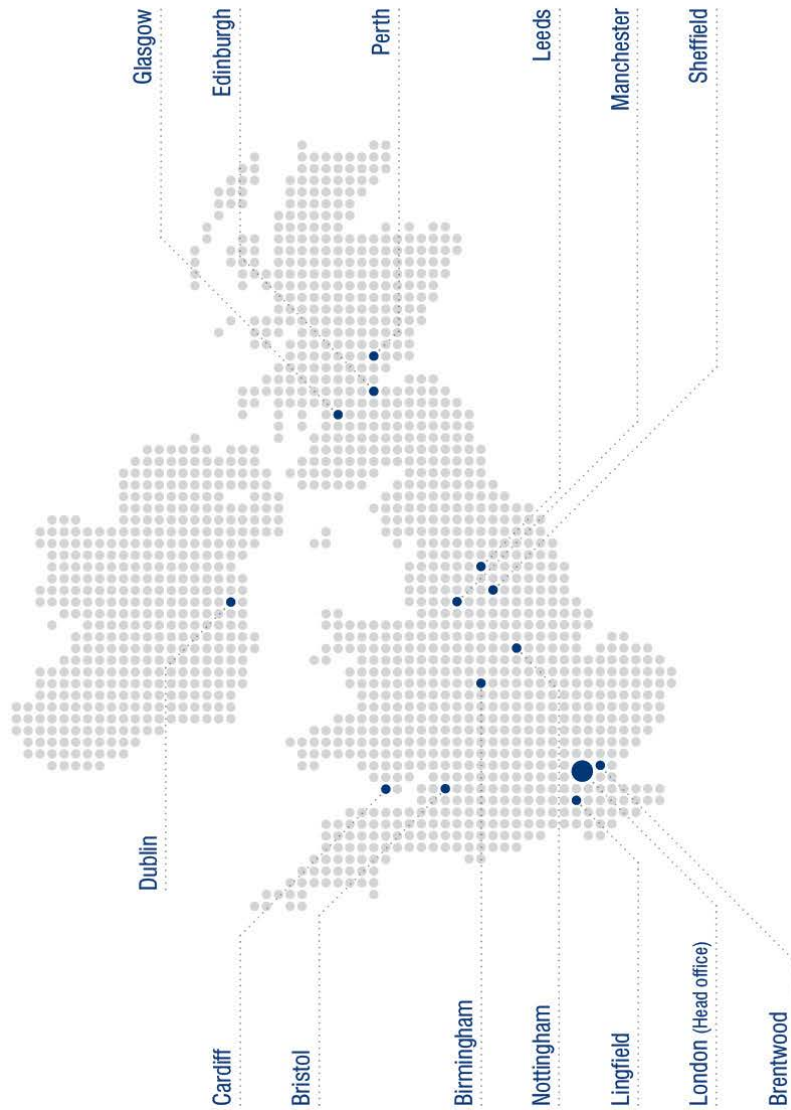 Glasgow
Edinburgh
Perth
Leeds
Manchester
Sheffield
Dublin
Cardiff
Bristol
Birmingham
Nottingham
Lingfield
London (Head office)
Brentwood